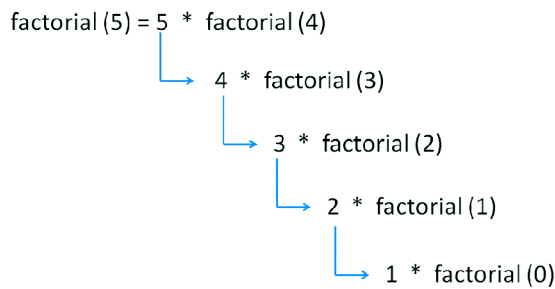 factorial (5) = 5 * factorial (4)
4 * factorial (3)
3 * factorial (2)
2 * factorial (1)
1 * factorial (0)